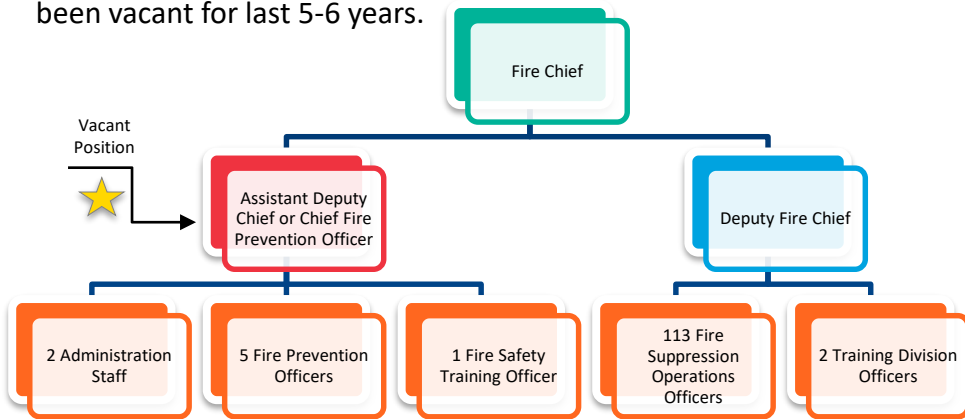 been vacant for last 5-6 years.
Fire Chief
Vacant
Position
Assistant Deputy
Chief or Chief Fire
Prevention Officer
Deputy Fire Chief
2 Administration
Staff
5 Fire Prevention
Officers
1 Fire Safety
Training Officer
113 Fire
Suppression
Operations
Officers
2 Training Division
Officers